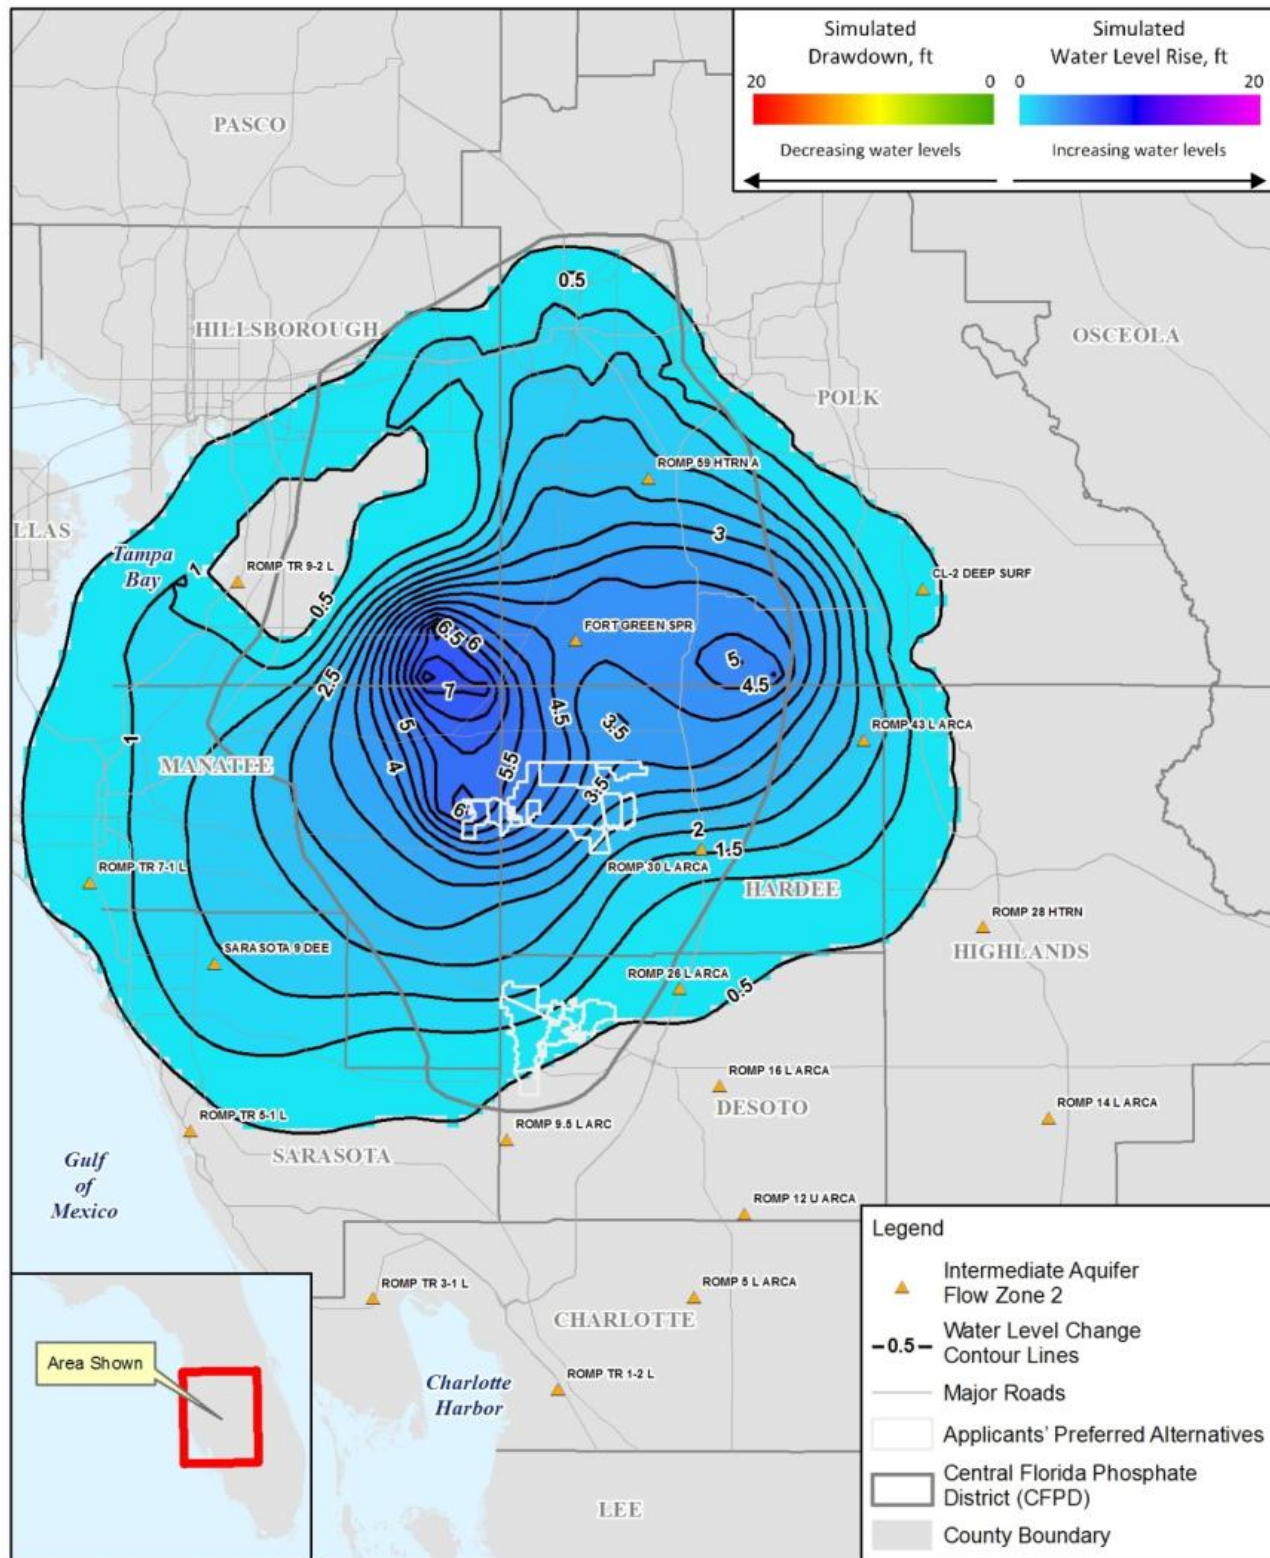 Simulated
Drawdown, ft
20
0
Decreasing water levels
Simulated
Water Level Rise, ft
0
20
Increasing water levels
PASCO
0.5
HILLSBOROUGH
OSCEOLA
POLK
ROMP 59 HTRN A
LLAS
3
Tampa
Bay
1
ROMP TR 9-2 L
CL-2 DEEP SURF
0.5
FORT GREEN SPR
6.5
6
5
2.5
7
4.5
4.5
3.5
5
ROMP 43 L ARCA
1
MANATEE
4
5.5
3.5
6
2
1.5
ROMP TR 7-1 L
ROMP 30 L ARCA
HARDEE
ROMP 28 HTRN
SARASOTA 9 DEE
HIGHLANDS
ROMP 26 L ARCA
0.5
ROMP 16 L ARCA
DESOTO
ROMP 14 L ARCA
ROMP TR 5-1 L
ROMP 9.5 L ARC
SARASOTA
Gulf
of
Mexico
ROMP 12 U ARCA
ROMP TR 3-1 L
ROMP 5 L ARCA
CHARLOTTE
Charlotte
Harbor
ROMP TR 1-2 L
LEE
Area Shown
Legend
Intermediate Aquifer
Flow Zone 2
0.5
Water Level Change
Contour Lines
Major Roads
Applicants' Preferred Alternatives
Central Florida Phosphate
District (CFPD)
County Boundary